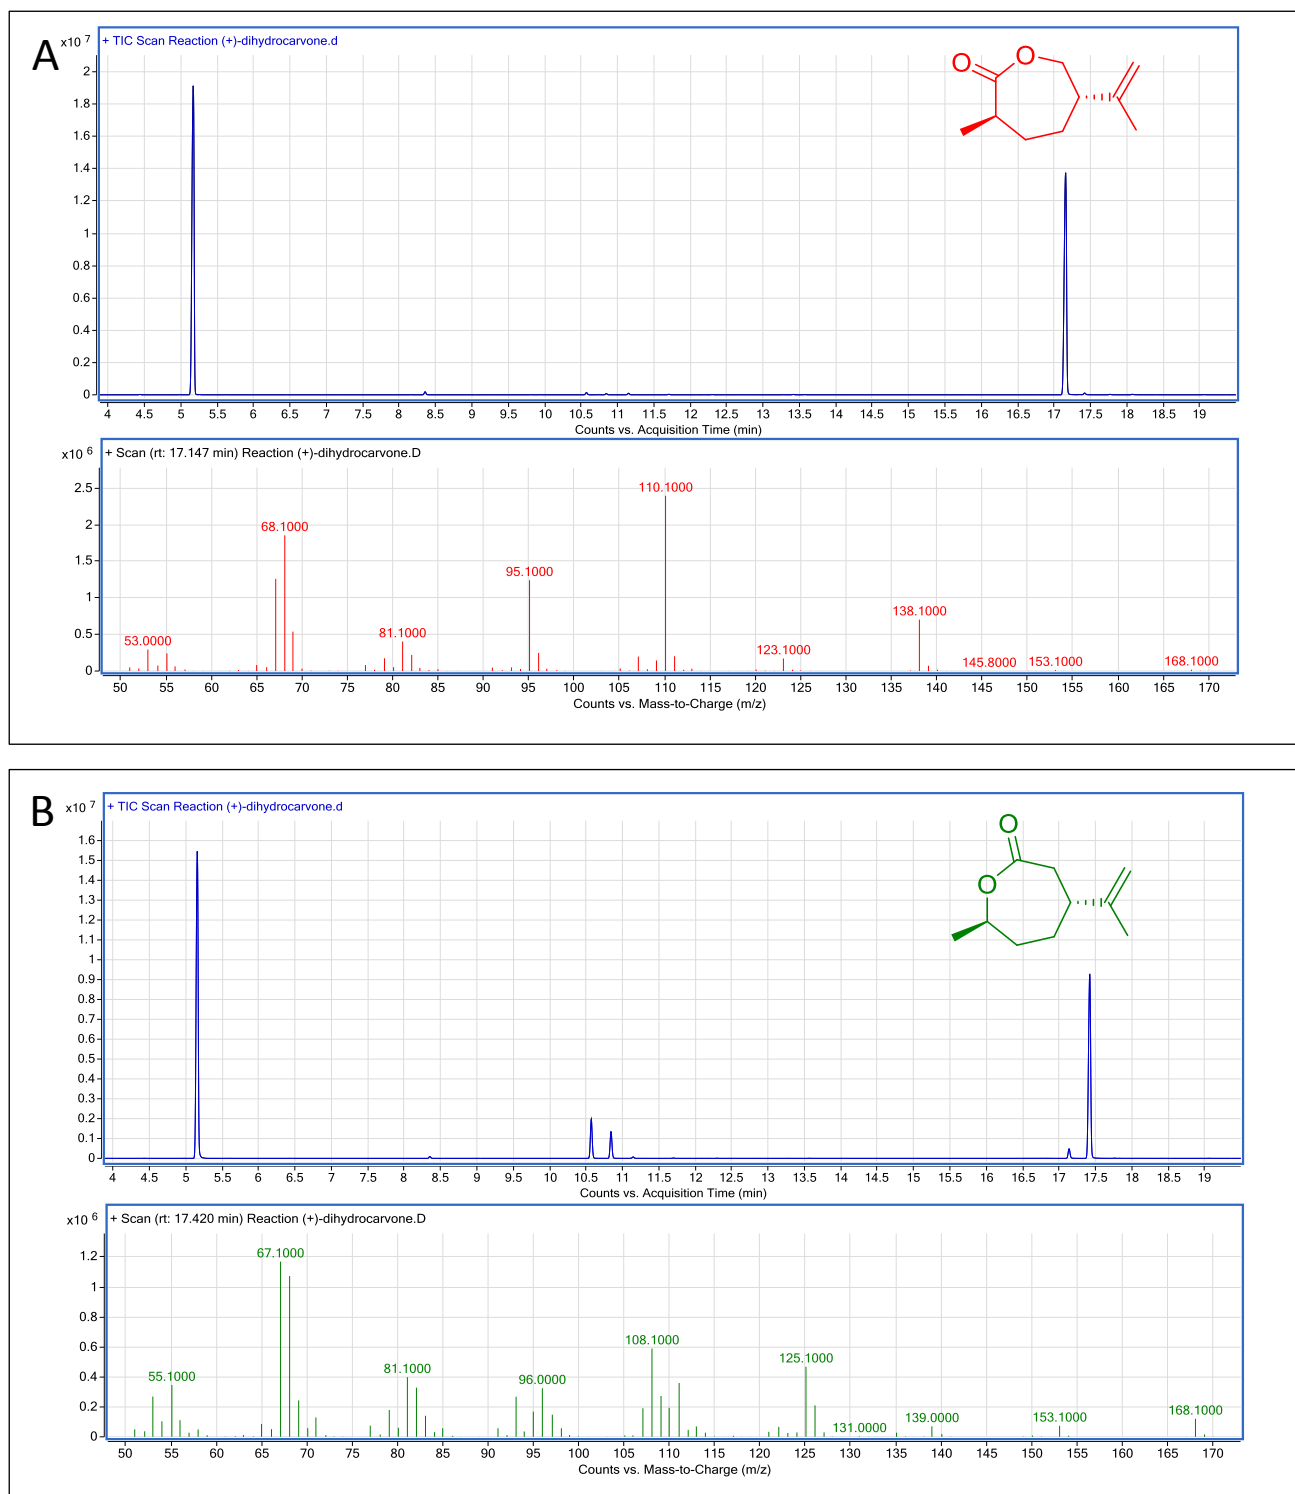 A
x10 7
+ TIC Scan Reaction (+)-dihydrocarvone.d
2
1.8
1.6
1.4
1.2
1
0.8
0.6
0.4
0.2
0
4 4.5 5 5.5 6 6.5 7 7.5 8 8.5 9 9.5 10 10.5 11 11.5 12 12.5 13 13.5 14 14.5 15 15.5 16 16.5 17 17.5 18 18.5 19
Counts vs. Acquisition Time (min)
O
O
x10 6
+ Scan (rt: 17.147 min) Reaction (+)-dihydrocarvone.D
2.5
2
1.5
1
0.5
0
53.0000
68.1000
81.1000
95.1000
110.1000
123.1000
138.1000
145.8000
153.1000
168.1000
50 55 60 65 70 75 80 85 90 95 100 105 110 115 120 125 130 135 140 145 150 155 160 165 170
Counts vs. Mass-to-Charge (m/z)
B
x10 7
+ TIC Scan Reaction (+)-dihydrocarvone.d
1.6
1.5
1.4
1.3
1.2
1.1
1
0.9
0.8
0.7
0.6
0.5
0.4
0.3
0.2
0.1
0
4 4.5 5 5.5 6 6.5 7 7.5 8 8.5 9 9.5 10 10.5 11 11.5 12 12.5 13 13.5 14 14.5 15 15.5 16 16.5 17 17.5 18 18.5 19
Counts vs. Acquisition Time (min)
O
O
x10 6
+ Scan (rt: 17.420 min) Reaction (+)-dihydrocarvone.D
1.2
1
0.8
0.6
0.4
0.2
0
55.1000
67.1000
81.1000
96.0000
108.1000
125.1000
131.0000
139.0000
153.1000
168.1000
50 55 60 65 70 75 80 85 90 95 100 105 110 115 120 125 130 135 140 145 150 155 160 165 170
Counts vs. Mass-to-Charge (m/z)